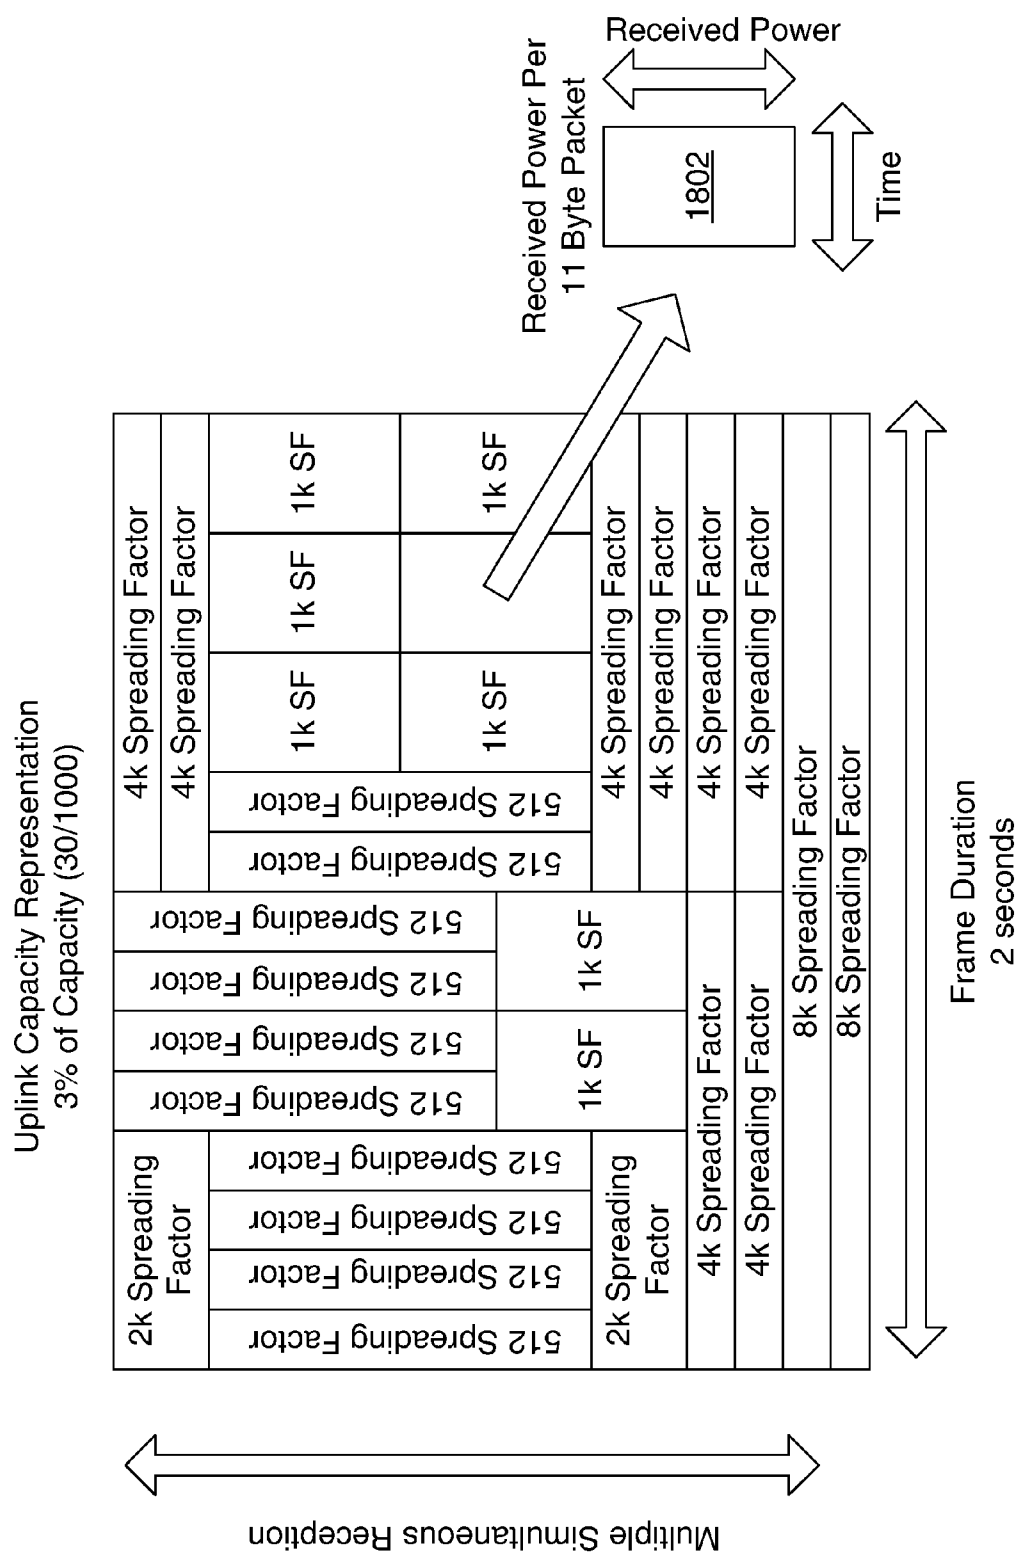 Uplink Capacity Representation
3% of Capacity (30/1000)
Multiple Simultaneous Reception
2k Spreading
Factor
512 Spreading Factor
512 Spreading Factor
512 Spreading Factor
512 Spreading Factor
2k Spreading
Factor
512 Spreading Factor
512 Spreading Factor
512 Spreading Factor
512 Spreading Factor
1k SF
1k SF
4k Spreading Factor
4k Spreading Factor
4k Spreading Factor
4k Spreading Factor
512 Spreading Factor
512 Spreading Factor
1k SF
1k SF
1k SF
1k SF
1k SF
4k Spreading Factor
4k Spreading Factor
4k Spreading Factor
4k Spreading Factor
8k Spreading Factor
8k Spreading Factor
Frame Duration
2 seconds
Received Power Per
11 Byte Packet
1802
Received Power
Time